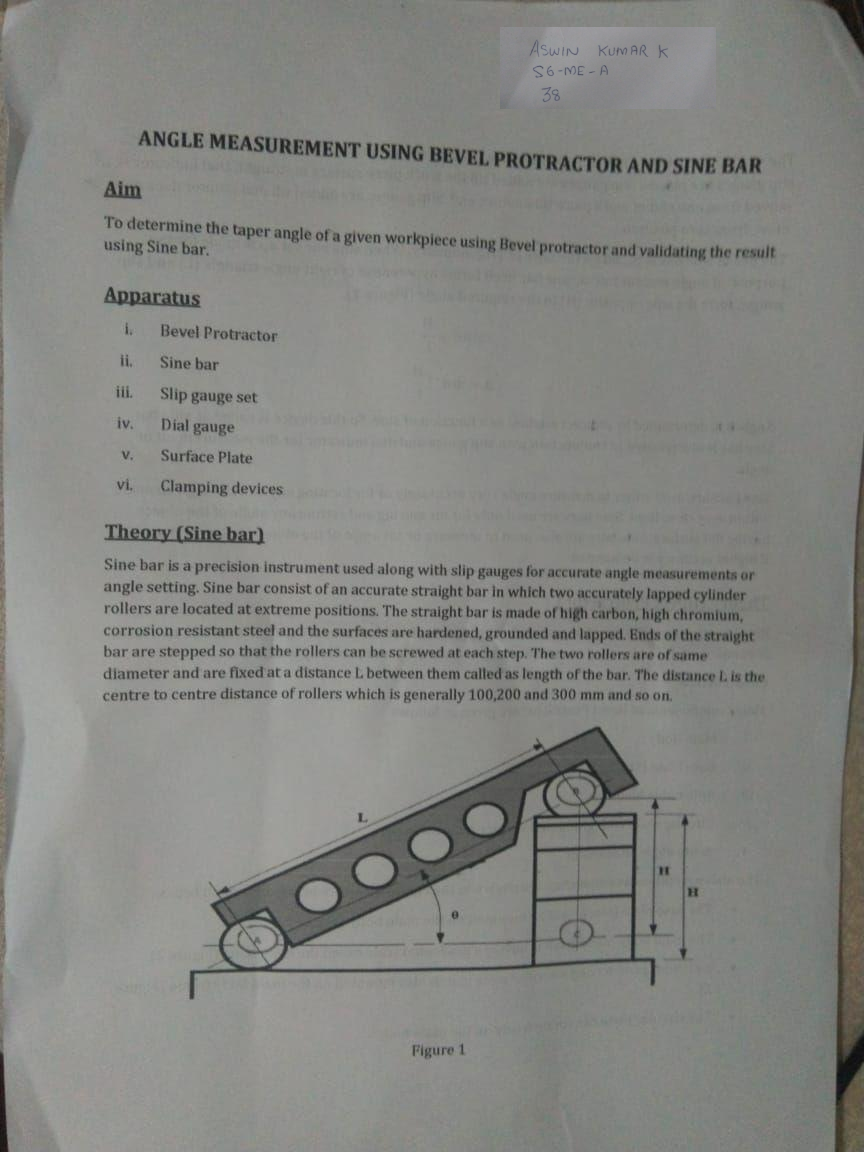 ASWIN KUMAR K
S6-ME-A
38
ANGLE MEASUREMENT USING BEVEL PROTRACTOR AND SINE BAR
Aim
To determine the taper angle of a given workpiece using Bevel protractor and validating the result
using Sine bar.
Apparatus
i. Bevel Protractor
ii. Sine bar
iii. Slip gauge set
iv. Dial gauge
v. Surface Plate
vi. Clamping devices
Theory (Sine bar)
Sine bar is a precision instrument used along with slip gauges for accurate angle measurements or
angle setting. Sine bar consist of an accurate straight bar in which two accurately lapped cylinder
rollers are located at extreme positions. The straight bar is made of high carbon, high chromium,
corrosion resistant steel and the surfaces are hardened, grounded and lapped. Ends of the straight
bar are stepped so that the rollers can be screwed at each step. The two rollers are of same
diameter and are fixed at a distance L between them called as length of the bar. The distance L is the
centre to centre distance of rollers which is generally 100,200 and 300 mm and so on.
L
H
H
θ
A
C
Figure 1